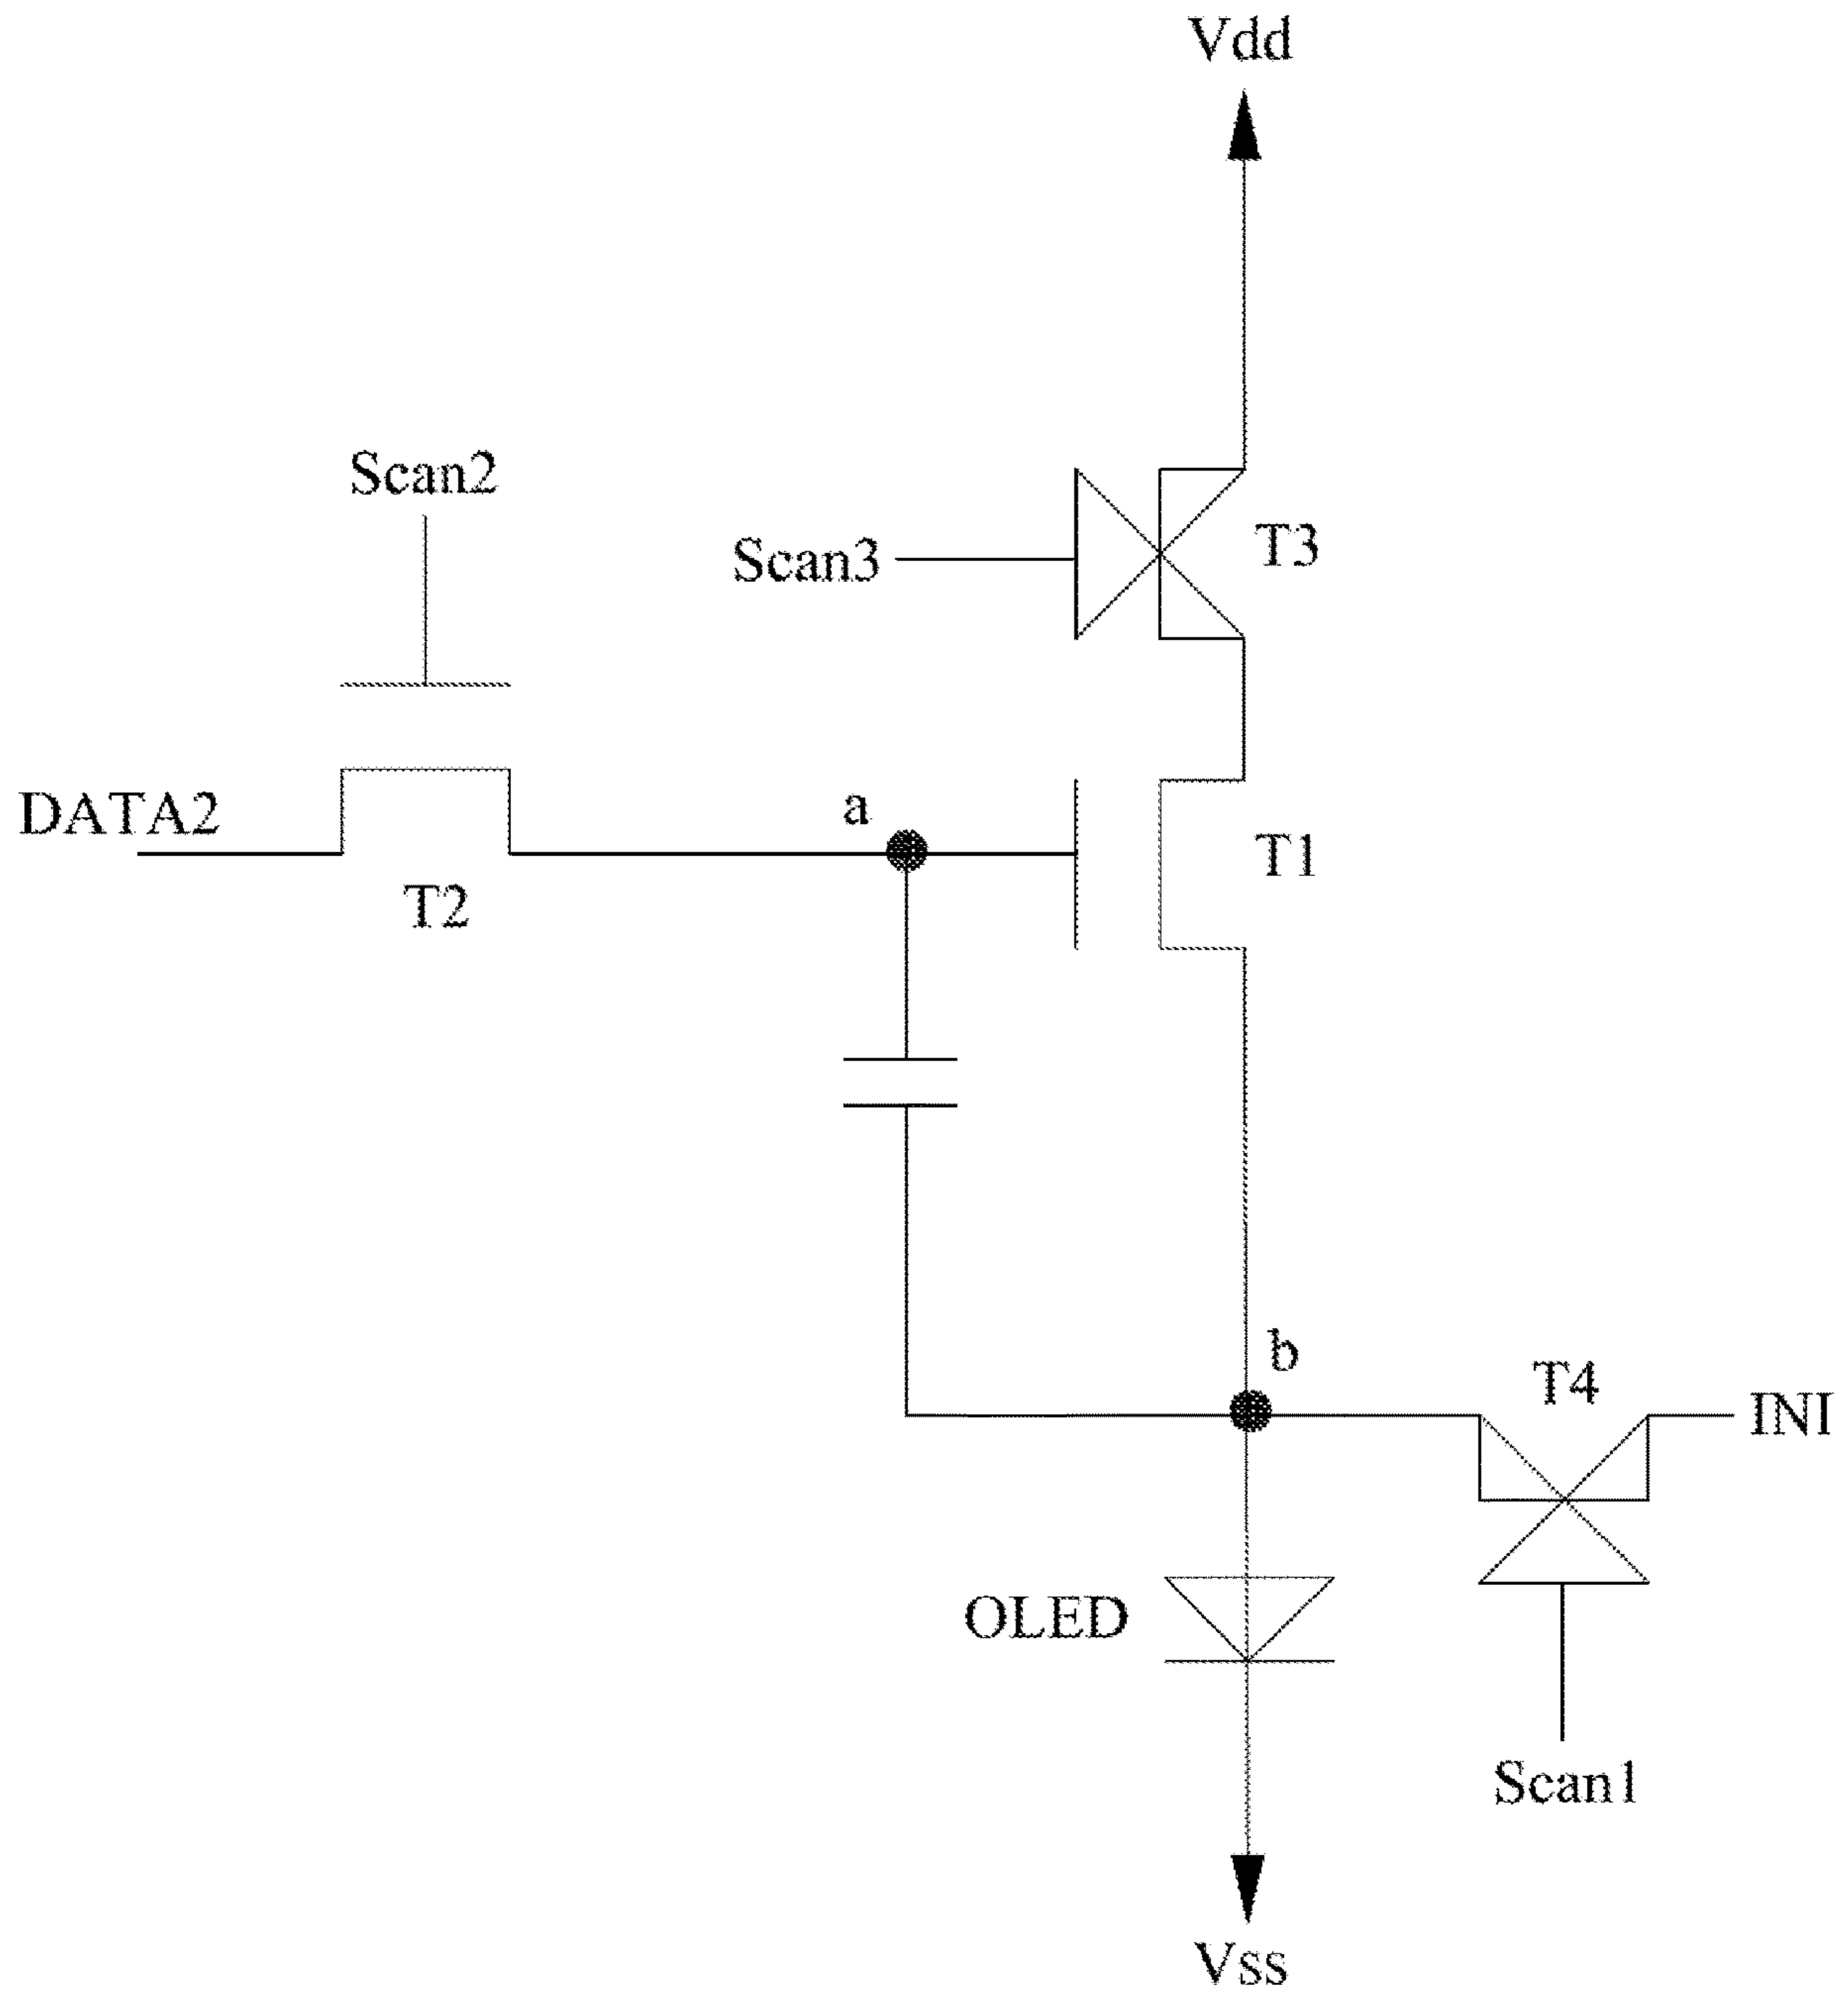 Vdd
Scan2
Scan3
T3
DATA2
a
T1
T2
b
T4
INI
OLED
Scan1
Vss